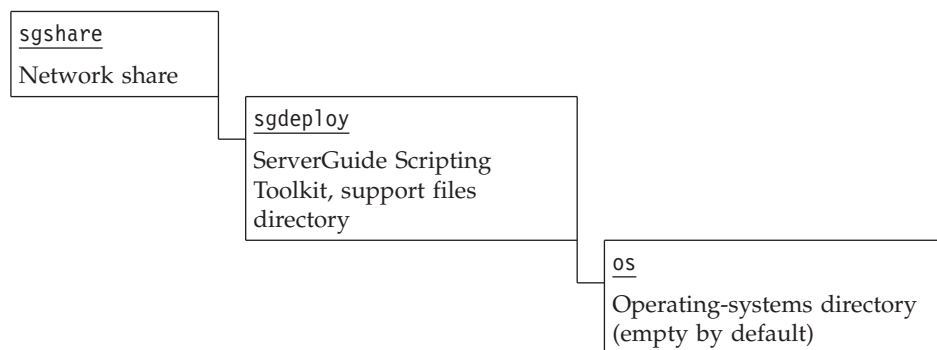 sgshare
Network share
sgdeploy
ServerGuide Scripting
Toolkit, support files
directory
os
Operating-systems directory
(empty by default)